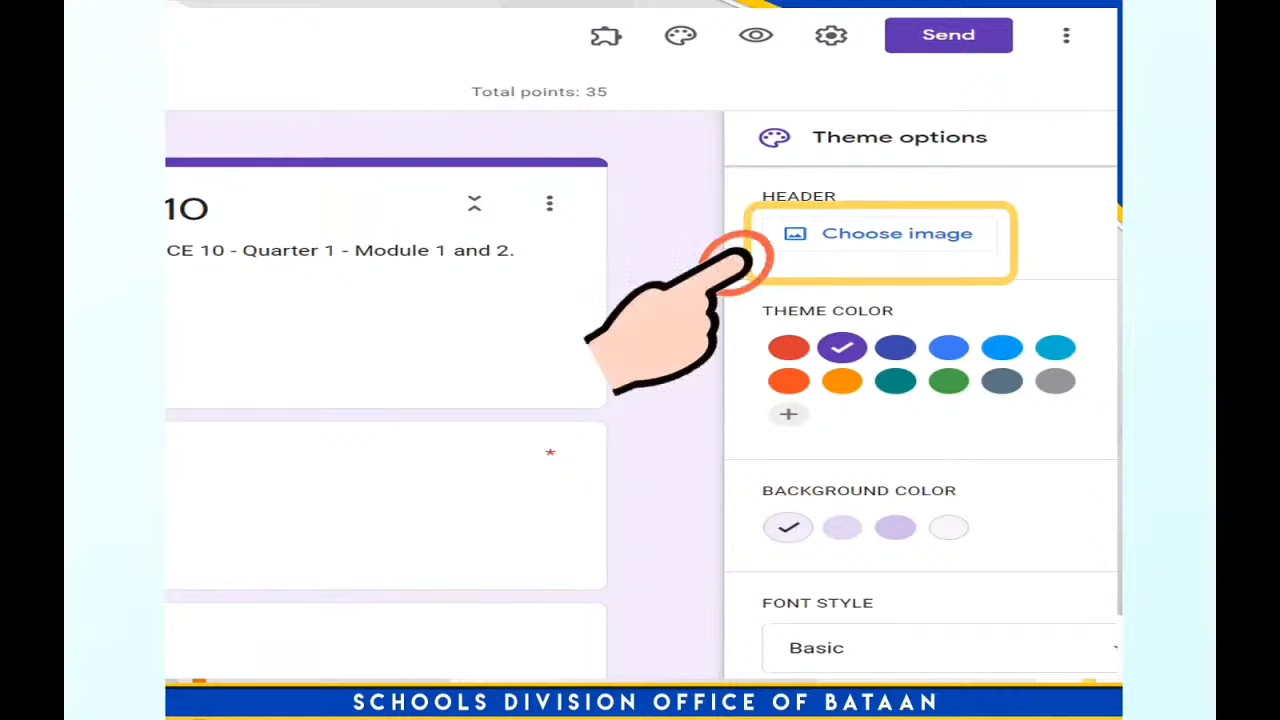 Send
Total points: 35
Theme options
10
HEADER
Choose image
CE 10 - Quarter 1 - Module 1 and 2.
THEME COLOR
*
BACKGROUND COLOR
FONT STYLE
Basic
SCHOOLS DIVISION OFFICE OF BATAAN